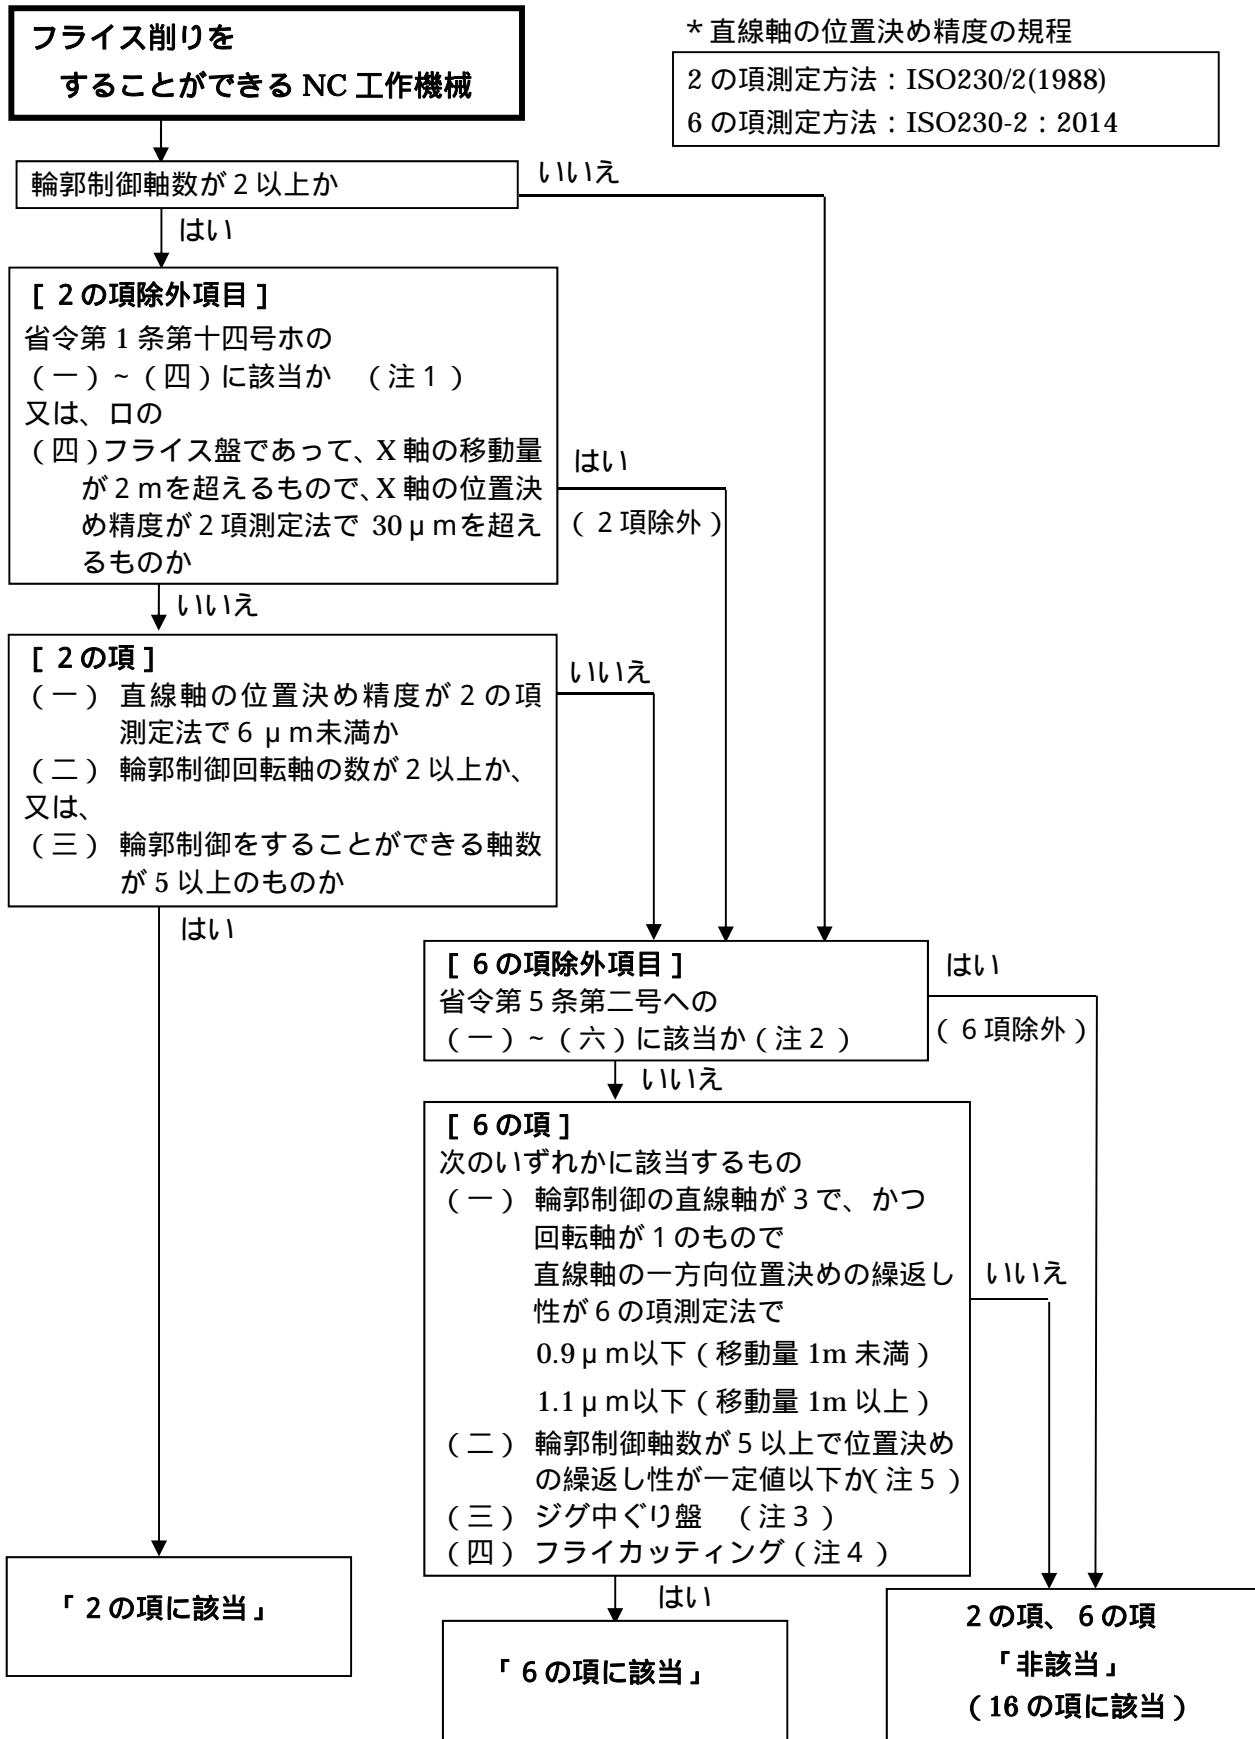 フライス削りを
することができる NC 工作機械
＊直線軸の位置決め精度の規程
2 の項測定方法：ISO230/2(1988)
6 の項測定方法：ISO230-2：2014
輪郭制御軸数が２以上か
いいえ
はい
［２の項除外項目］
省令第 1 条第十四号ホの
（一）~（四）に該当か （注１）
又は、ロの
（四）フライス盤であって、X 軸の移動量
が２ｍを超えるもので、X 軸の位置決
め精度が２項測定法で 30μｍを超え
るものか
はい
（２項除外）
いいえ
［２の項］
（一） 直線軸の位置決め精度が２の項
測定法で６μｍ未満か
（二） 輪郭制御回転軸の数が２以上か、
又は、
（三） 輪郭制御をすることができる軸数
が 5 以上のものか
いいえ
はい
［６の項除外項目］
省令第５条第二号への
（一）~（六）に該当か（注２）
はい
（６項除外）
いいえ
［６の項］
次のいずれかに該当するもの
（一） 輪郭制御の直線軸が３で、かつ
回転軸が１のもので
直線軸の一方向位置決めの繰返し
性が６の項測定法で
0.9μｍ以下（移動量 1m 未満）
1.1μｍ以下（移動量 1m 以上）
（二） 輪郭制御軸数が５以上で位置決め
の繰返し性が一定値以下か（注５）
（三） ジグ中ぐり盤 （注３）
（四） フライカッティング（注４）
いいえ
はい
「２の項に該当」
「６の項に該当」
２の項、６の項
「非該当」
（16 の項に該当）